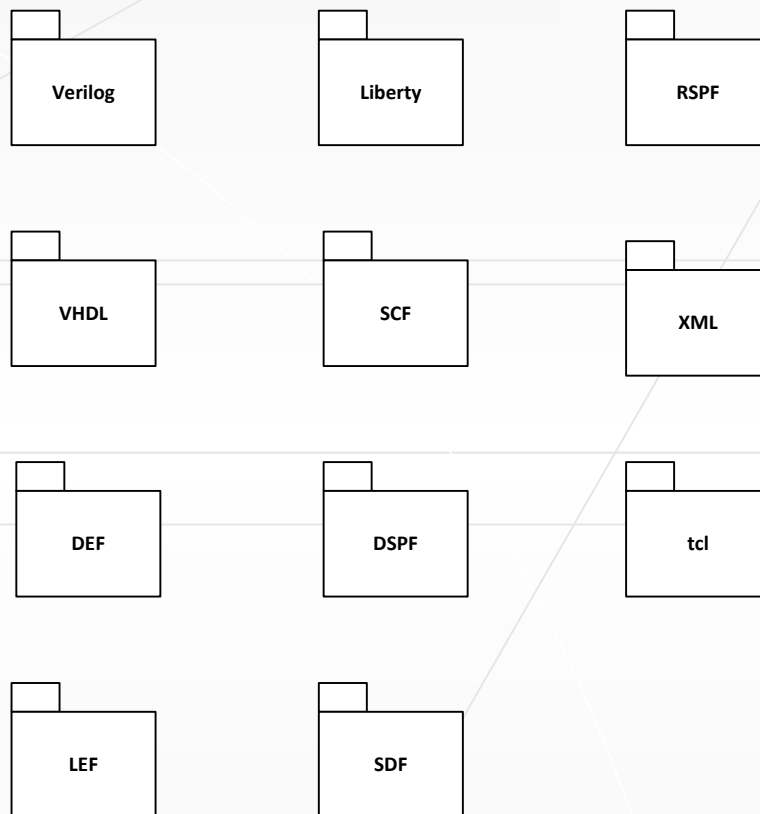 Verilog
Liberty
RSPF
VHDL
SCF
XML
DEF
DSPF
tcl
LEF
SDF